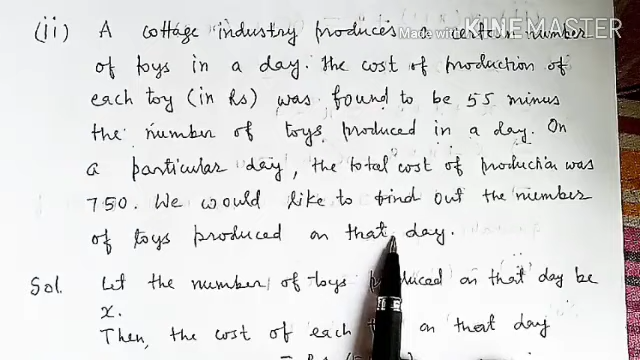 Made with KINEMASTER
(ii) A cottage industry produces a certain number
of toys in a day. The cost of production of
each toy (in Rs) was found to be 55 minus
the number of toys produced in a day. On
a particular day, the total cost of production was
750. We would like to find out the number
of toys produced on that day.
Sol. Let the number of toys produced on that day be
x.
Then, the cost of each on that day